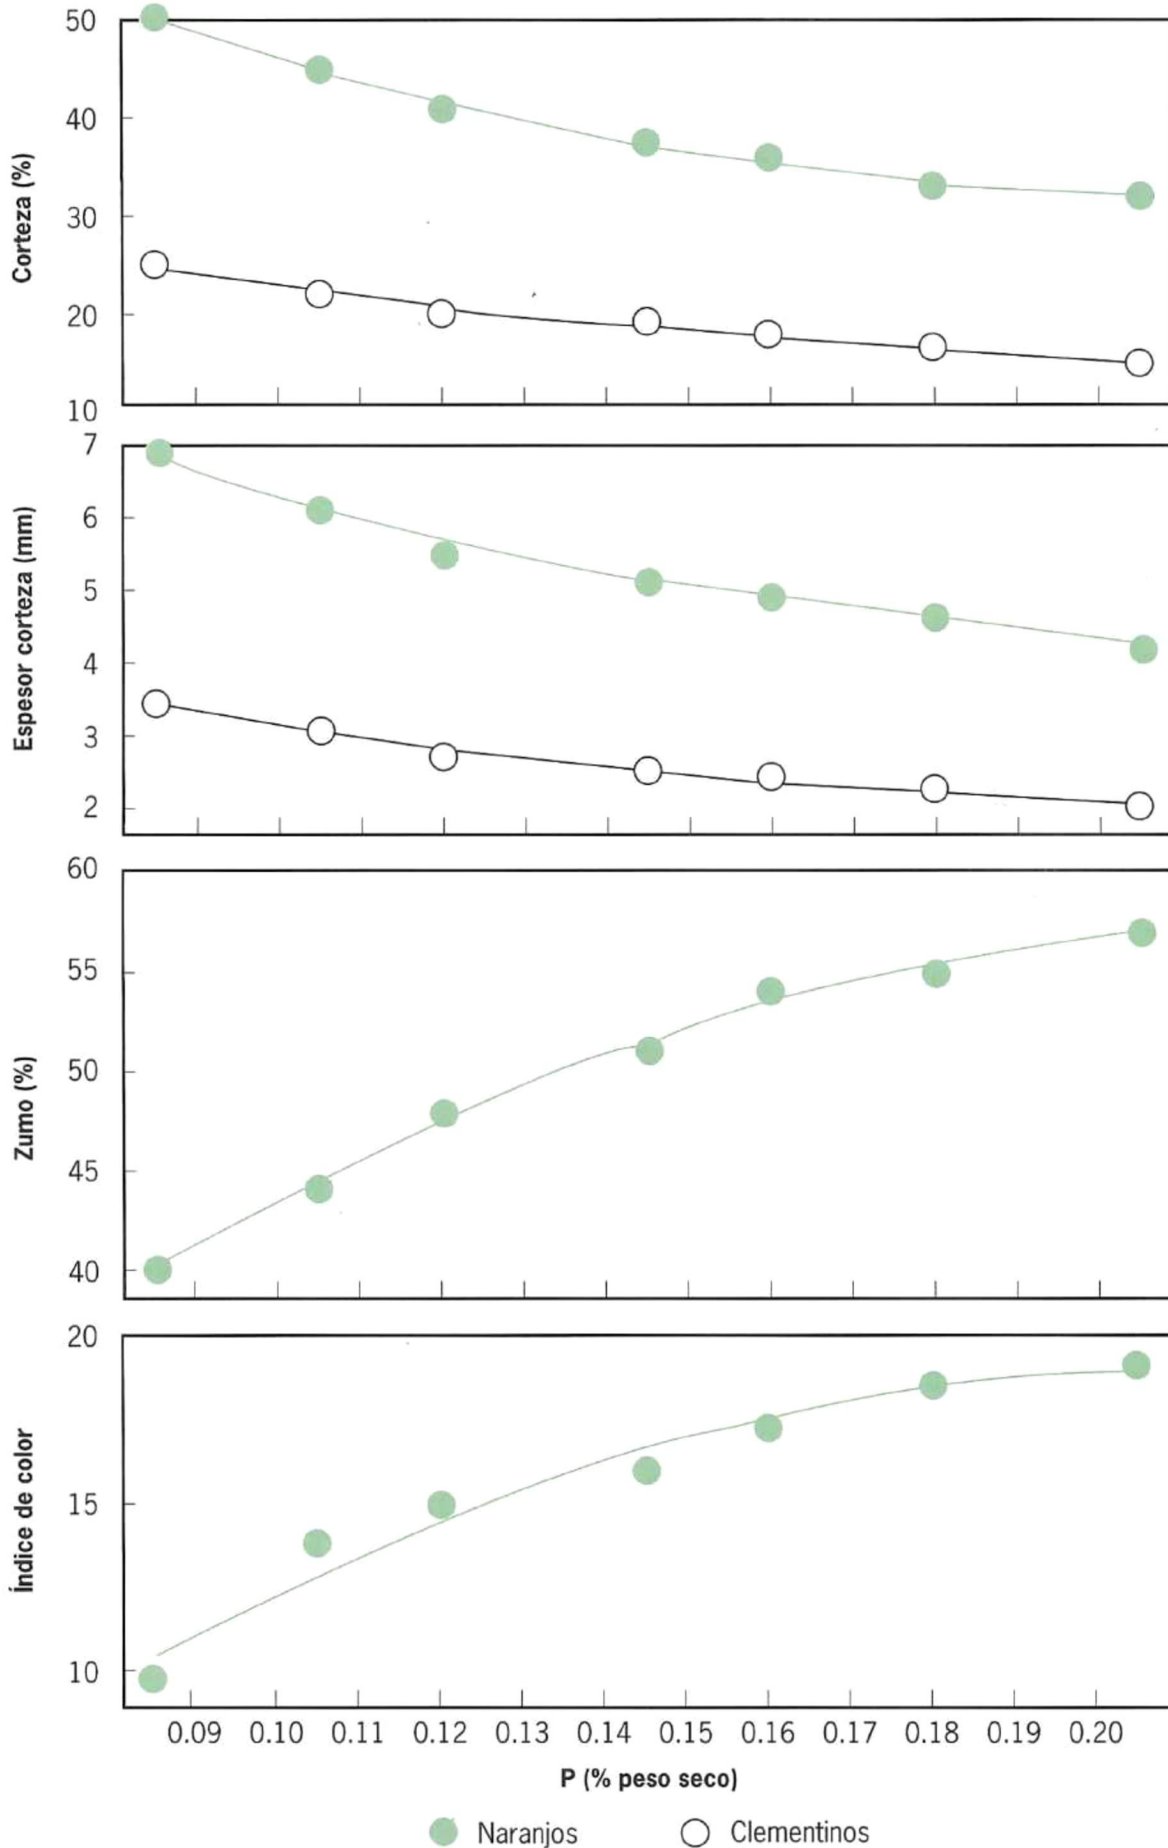 50
40
30
20
10
Corteza (%)
7
6
5
4
3
2
Espesor corteza (mm)
60
55
50
45
40
Zumo (%)
20
15
10
Índice de color
0.09 0.10 0.11 0.12 0.13 0.14 0.15 0.16 0.17 0.18 0.19 0.20
P (% peso seco)
Naranjos Clementinos